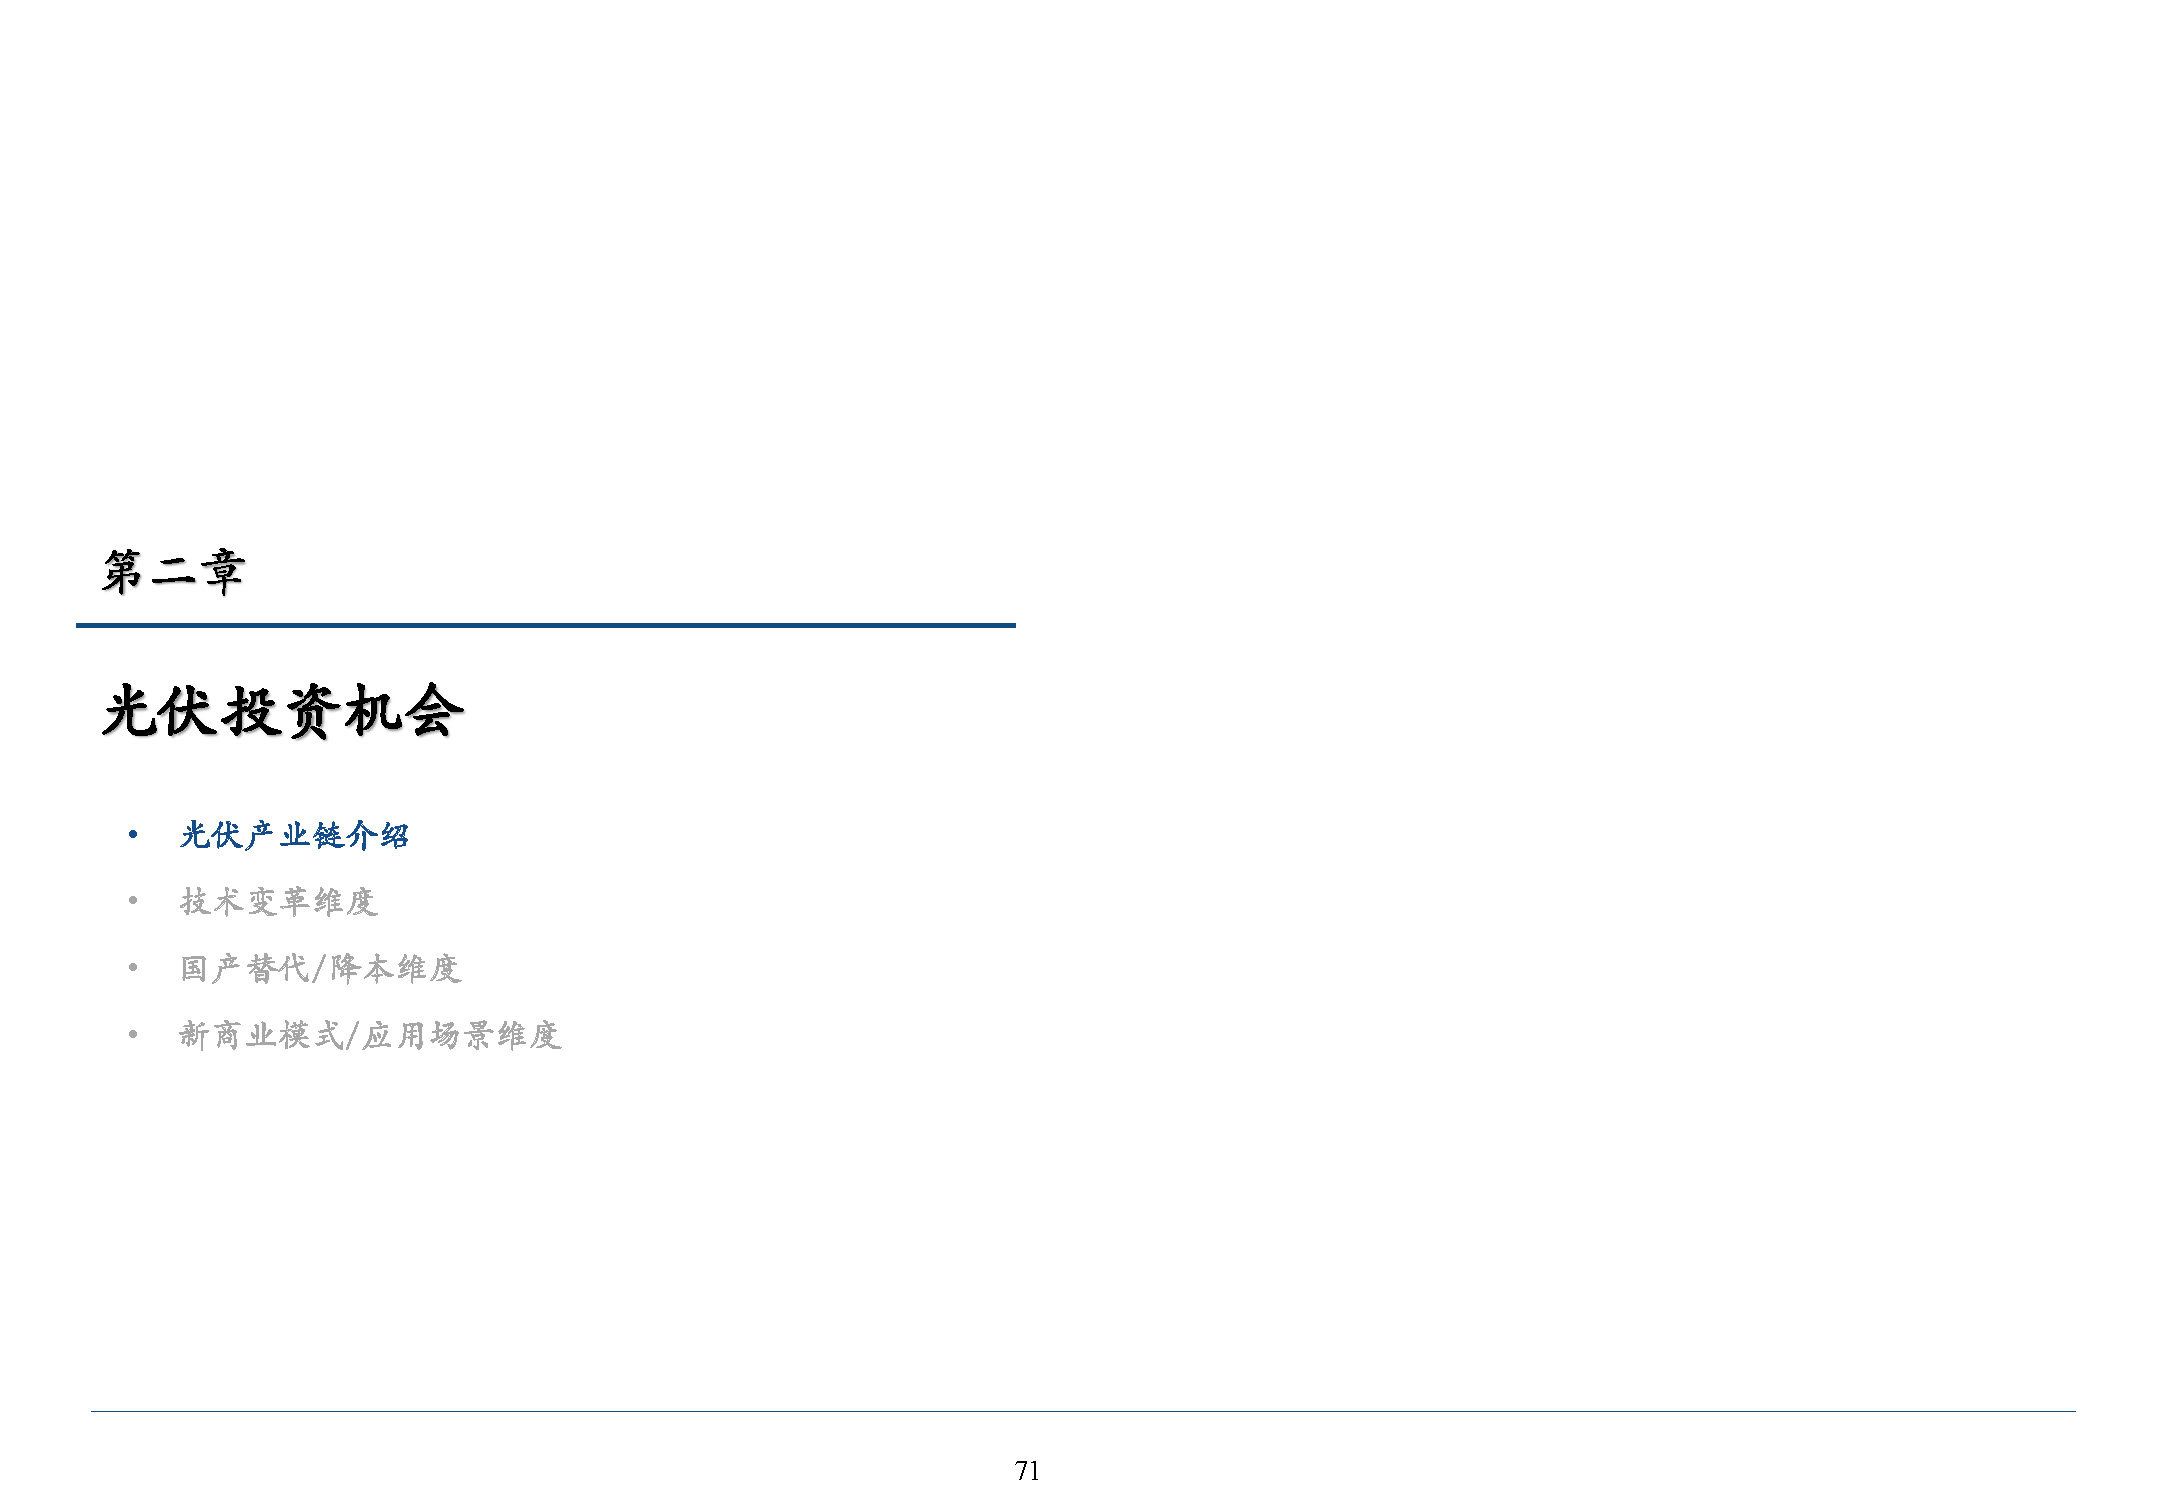 第二章
光伏投资机会
• 光伏产业链介绍
• 技术变革维度
• 国产替代/降本维度
• 新商业模式/应用场景维度
71